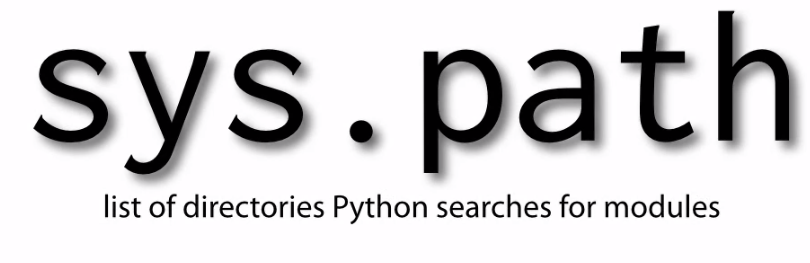 sys.path
list of directories Python searches for modules